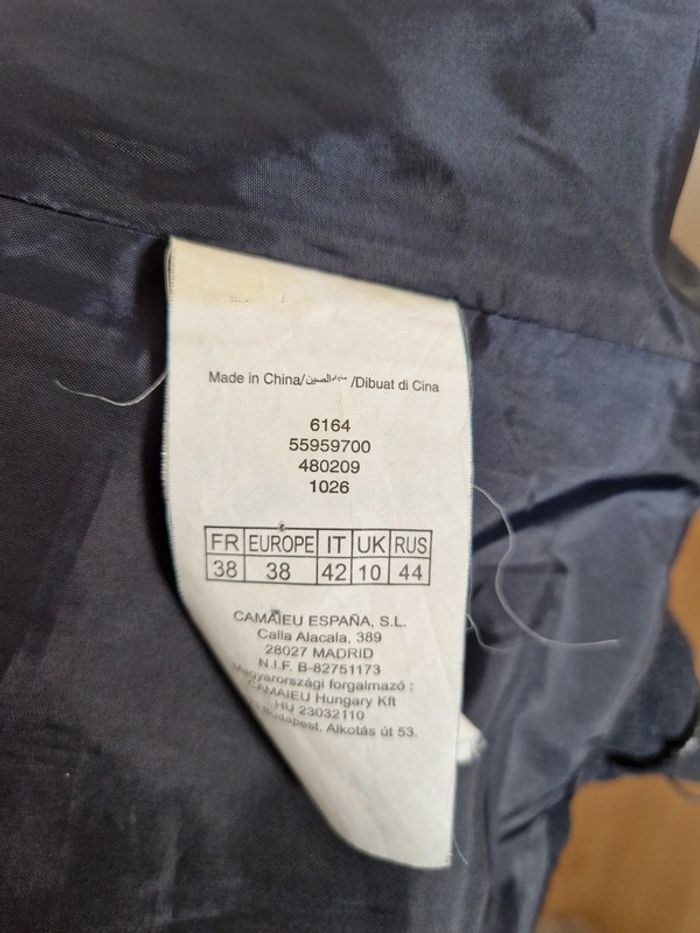 Made in China/صنع في الصين /Dibuat di Cina
6164
55959700
480209
1026
FR EUROPE IT UK RUS
38 38 42 10 44
CAMAÏEU ESPAÑA, S.L.
Calla Alacala, 389
28027 MADRID
N.I.F. B-82751173
Magyarországi forgalmazó :
CAMAIEU Hungary Kft
HU 23032110
Budapest. Alkotás út 53.